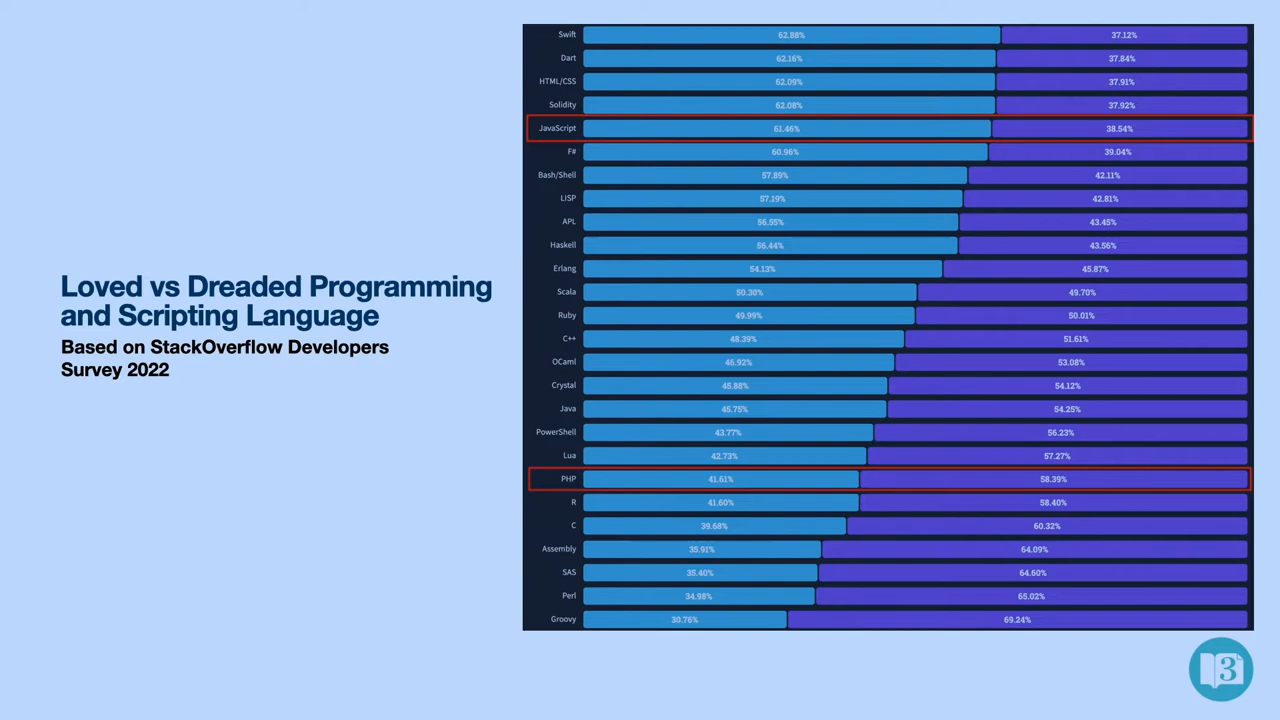 Loved vs Dreaded Programming
and Scripting Language
Based on StackOverflow Developers
Survey 2022
Swift 62.88% 37.12%
Dart 62.16% 37.84%
HTML/CSS 62.09% 37.91%
Solidity 62.08% 37.92%
JavaScript 61.46% 38.54%
F# 60.96% 39.04%
Bash/Shell 57.89% 42.11%
LISP 57.19% 42.81%
APL 56.55% 43.45%
Haskell 56.44% 43.56%
Erlang 54.13% 45.87%
Scala 50.30% 49.70%
Ruby 49.99% 50.01%
C++ 48.39% 51.61%
OCaml 46.92% 53.08%
Crystal 45.88% 54.12%
Java 45.75% 54.25%
PowerShell 43.77% 56.23%
Lua 42.73% 57.27%
PHP 41.61% 58.39%
R 41.60% 58.40%
C 39.68% 60.32%
Assembly 35.91% 64.09%
SAS 35.40% 64.60%
Perl 34.98% 65.02%
Groovy 30.76% 69.24%
3